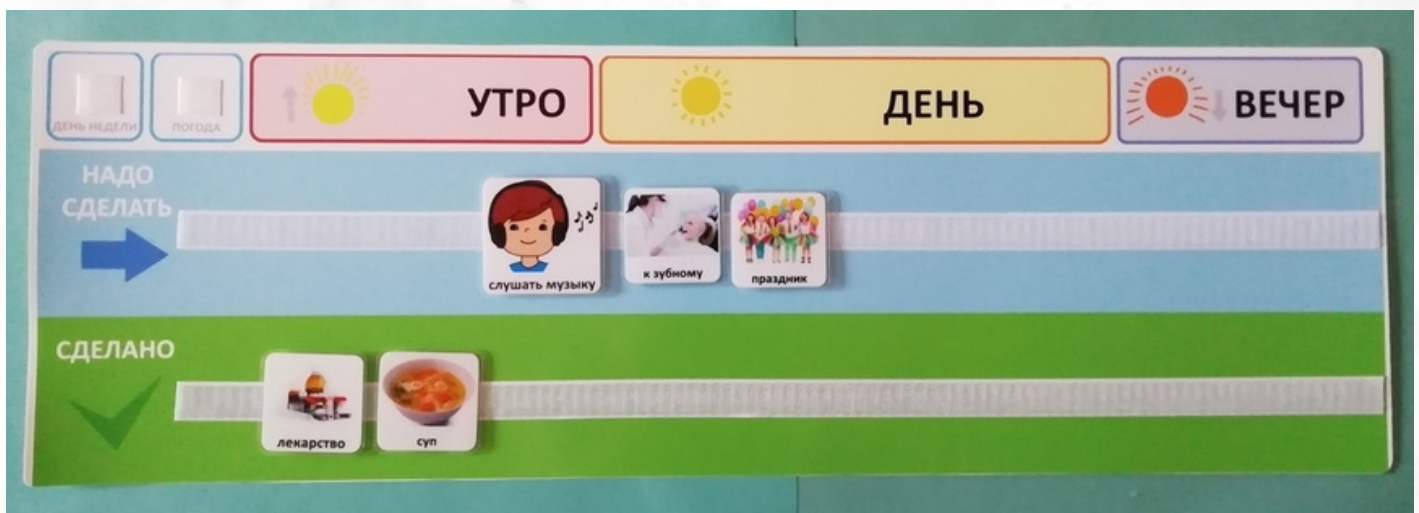 ДЕНЬ НЕДЕЛИ
ПОГОДА
УТРО
ДЕНЬ
ВЕЧЕР
НАДО
СДЕЛАТЬ
слушать музыку
к зубному
праздник
СДЕЛАНО
лекарство
суп